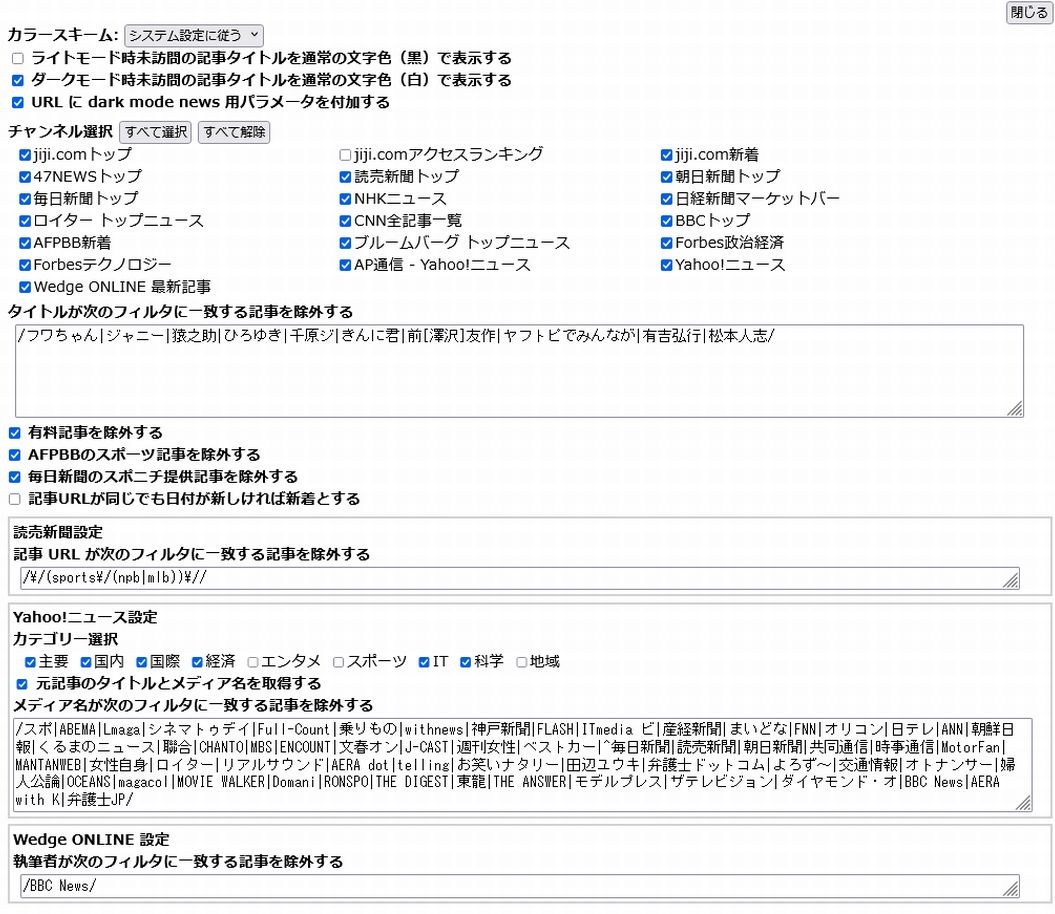 閉じる
カラースキーム: システム設定に従う
ライトモード時未訪問の記事タイトルを通常の文字色（黒）で表示する
ダークモード時未訪問の記事タイトルを通常の文字色（白）で表示する
URL に dark mode news 用パラメータを付加する
チャンネル選択 すべて選択 すべて解除
jiji.comトップ jiji.comアクセスランキング jiji.com新着
47NEWSトップ 読売新聞トップ 朝日新聞トップ
毎日新聞トップ NHKニュース 日経新聞マーケットバー
ロイター トップニュース CNN全記事一覧 BBCトップ
AFPBB新着 ブルームバーグ トップニュース Forbes政治経済
Forbesテクノロジー AP通信 - Yahoo!ニュース Yahoo!ニュース
Wedge ONLINE 最新記事
タイトルが次のフィルタに一致する記事を除外する
/フワちゃん|ジャニー|猿之助|ひろゆき|千原ジ|きんに君|前[澤沢]友作|ヤフトピでみんなが|有吉弘行|松本人志/
有料記事を除外する
AFPBBのスポーツ記事を除外する
毎日新聞のスポニチ提供記事を除外する
記事URLが同じでも日付が新しければ新着とする
読売新聞設定
記事 URL が次のフィルタに一致する記事を除外する
/¥/(sports¥/(npb|mlb))¥//
Yahoo!ニュース設定
カテゴリー選択
主要 国内 国際 経済 エンタメ スポーツ IT 科学 地域
元記事のタイトルとメディア名を取得する
メディア名が次のフィルタに一致する記事を除外する
/スポ|ABEMA|Lmaga|シネマトゥデイ|Full-Count|乗りもの|withnews|神戸新聞|FLASH|ITmedia ビ|産経新聞|まいどな|FNN|オリコン|日テレ|ANN|朝鮮日
報|くるまのニュース|聯合|CHANTO|MBS|ENCOUNT|文春オン|J-CAST|週刊女性|ベストカー|^毎日新聞|読売新聞|朝日新聞|共同通信|時事通信|MotorFan|
MANTANWEB|女性自身|ロイター|リアルサウンド|AERA dot|telling|お笑いナタリー|田辺ユウキ|弁護士ドットコム|よろず～|交通情報|オトナンサー|婦
人公論|OCEANS|magacol|MOVIE WALKER|Domani|RONSPO|THE DIGEST|東龍|THE ANSWER|モデルプレス|ザテレビジョン|ダイヤモンド・オ|BBC News|AERA
with K|弁護士JP/
Wedge ONLINE 設定
執筆者が次のフィルタに一致する記事を除外する
/BBC News/